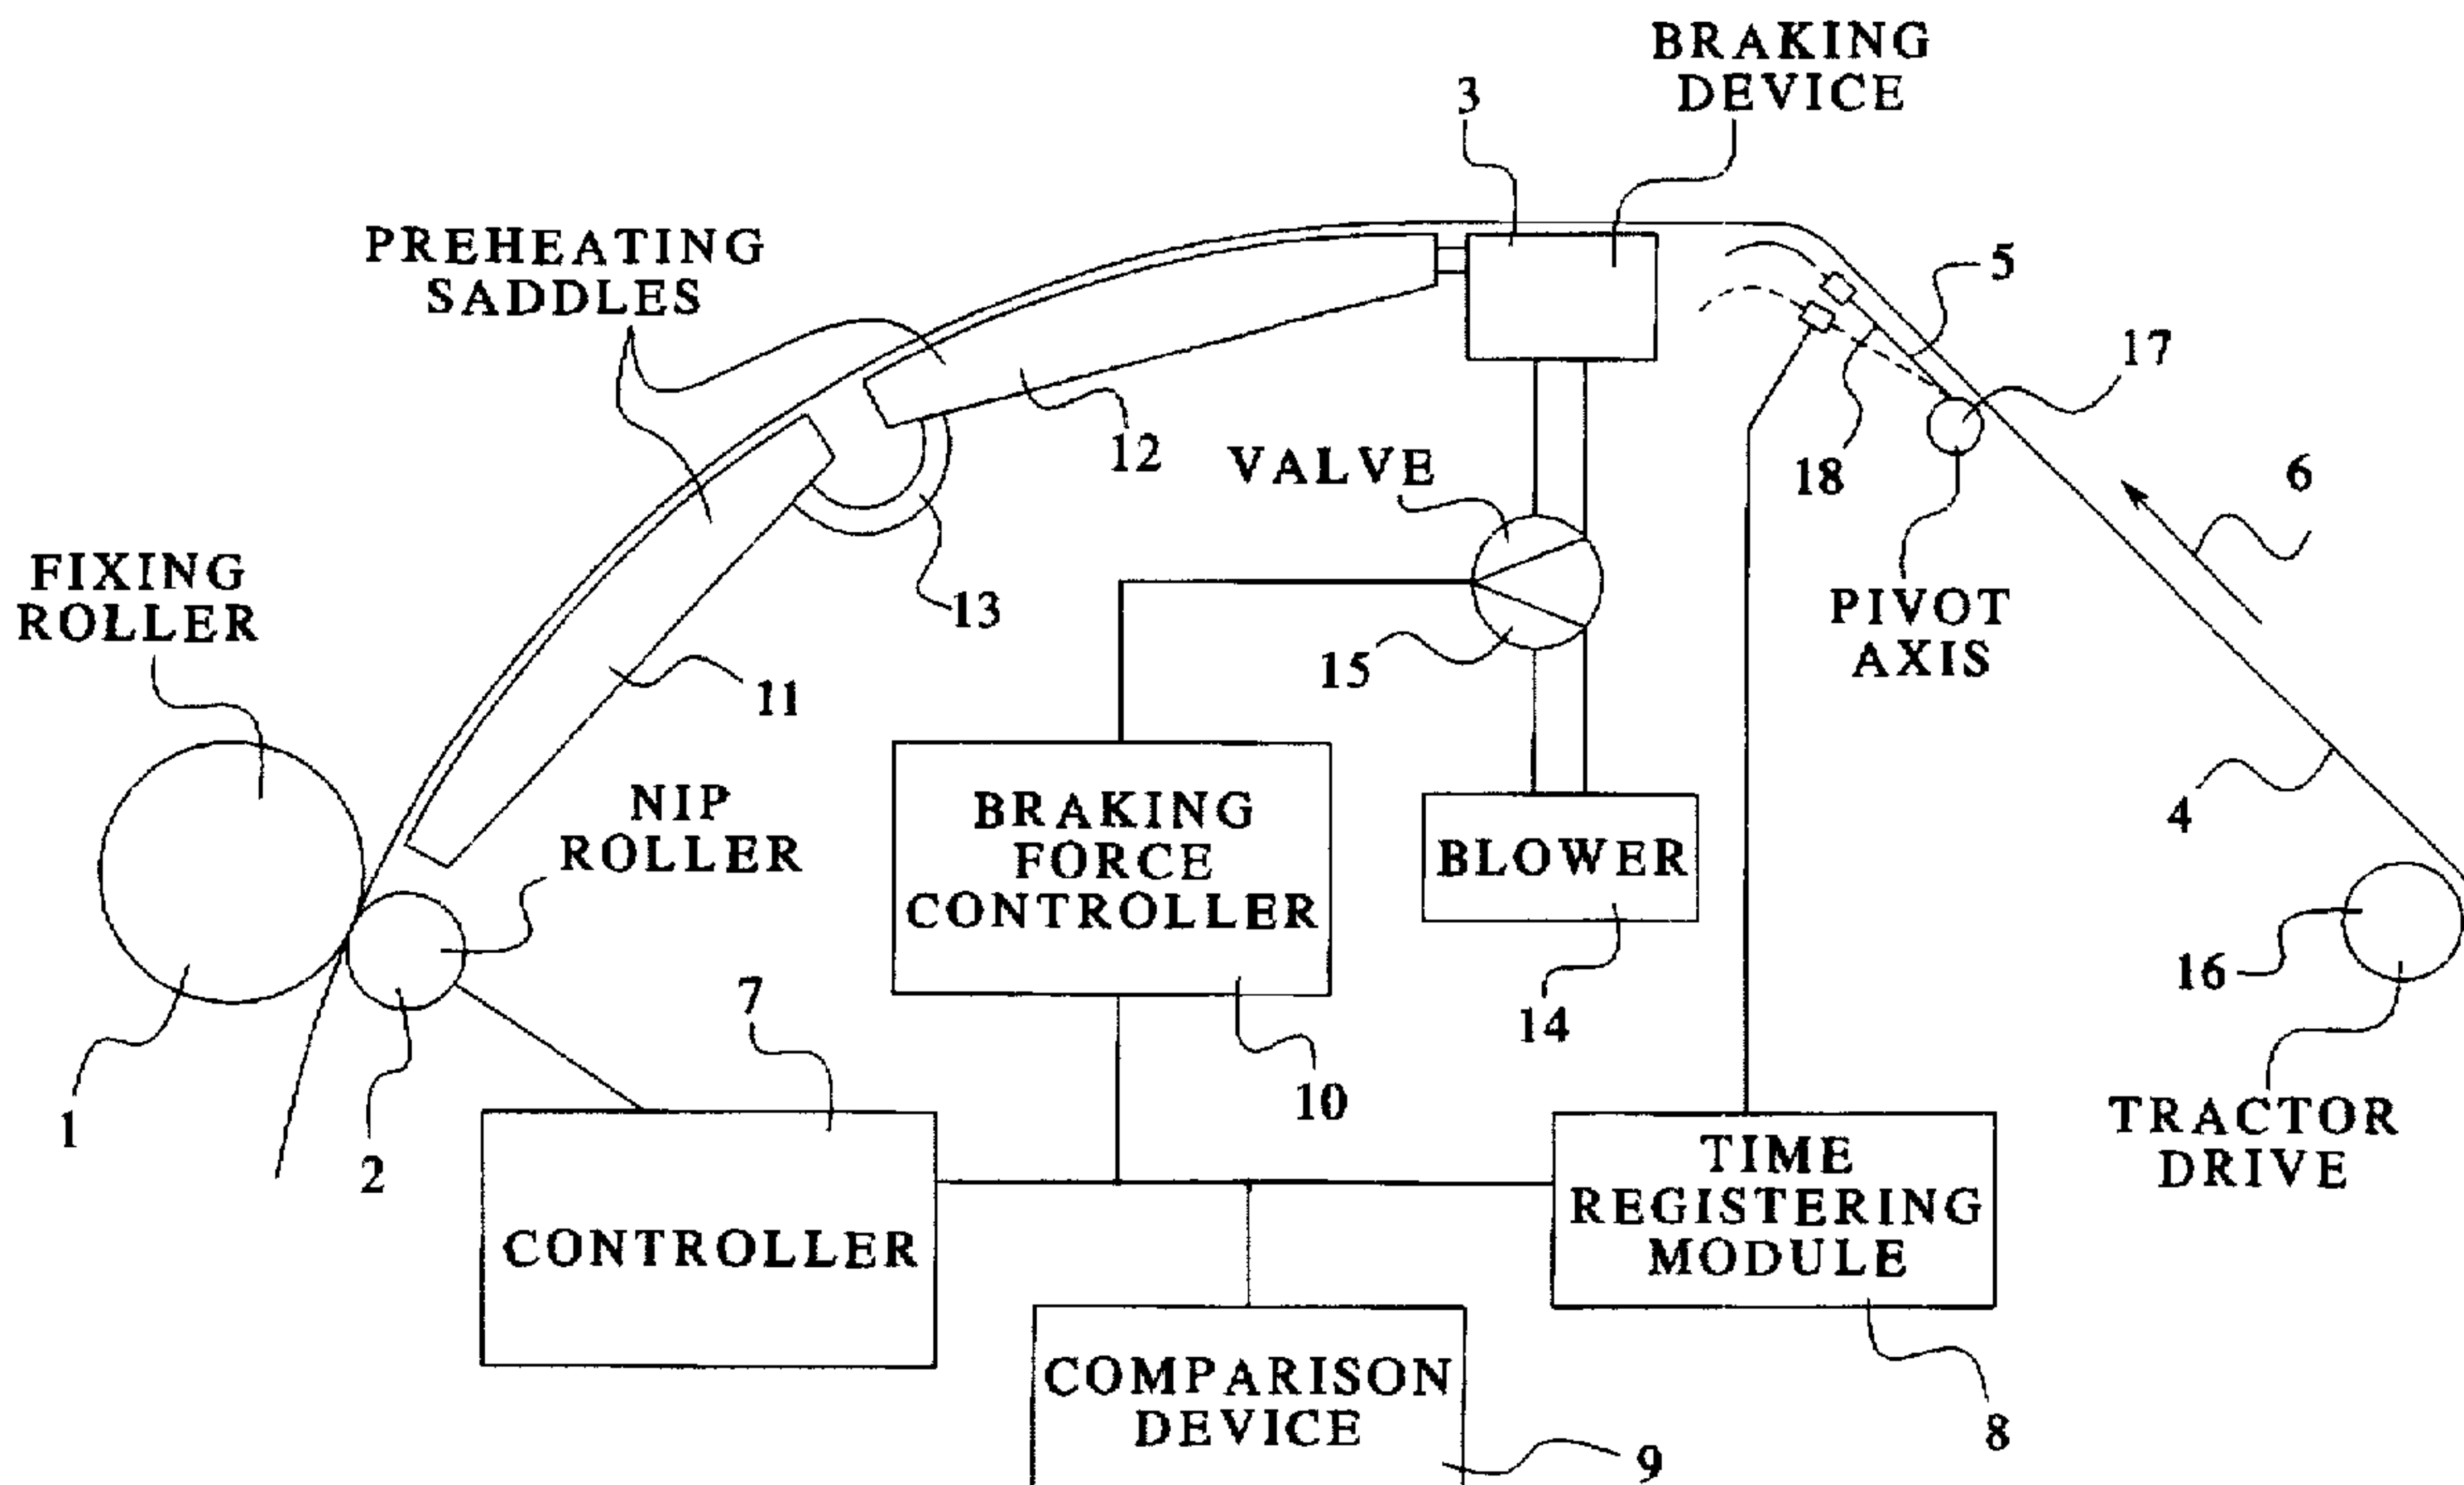 BRAKING
DEVICE
3
PREHEATING
SADDLES
5
17
12
VALVE
18
6
FIXING
ROLLER
13
PIVOT
AXIS
15
11
NIP
ROLLER
BRAKING
FORCE
CONTROLLER
BLOWER
4
16
7
14
10
1
2
TRACTOR
DRIVE
CONTROLLER
TIME
REGISTERING
MODULE
COMPARISON
DEVICE
8
9